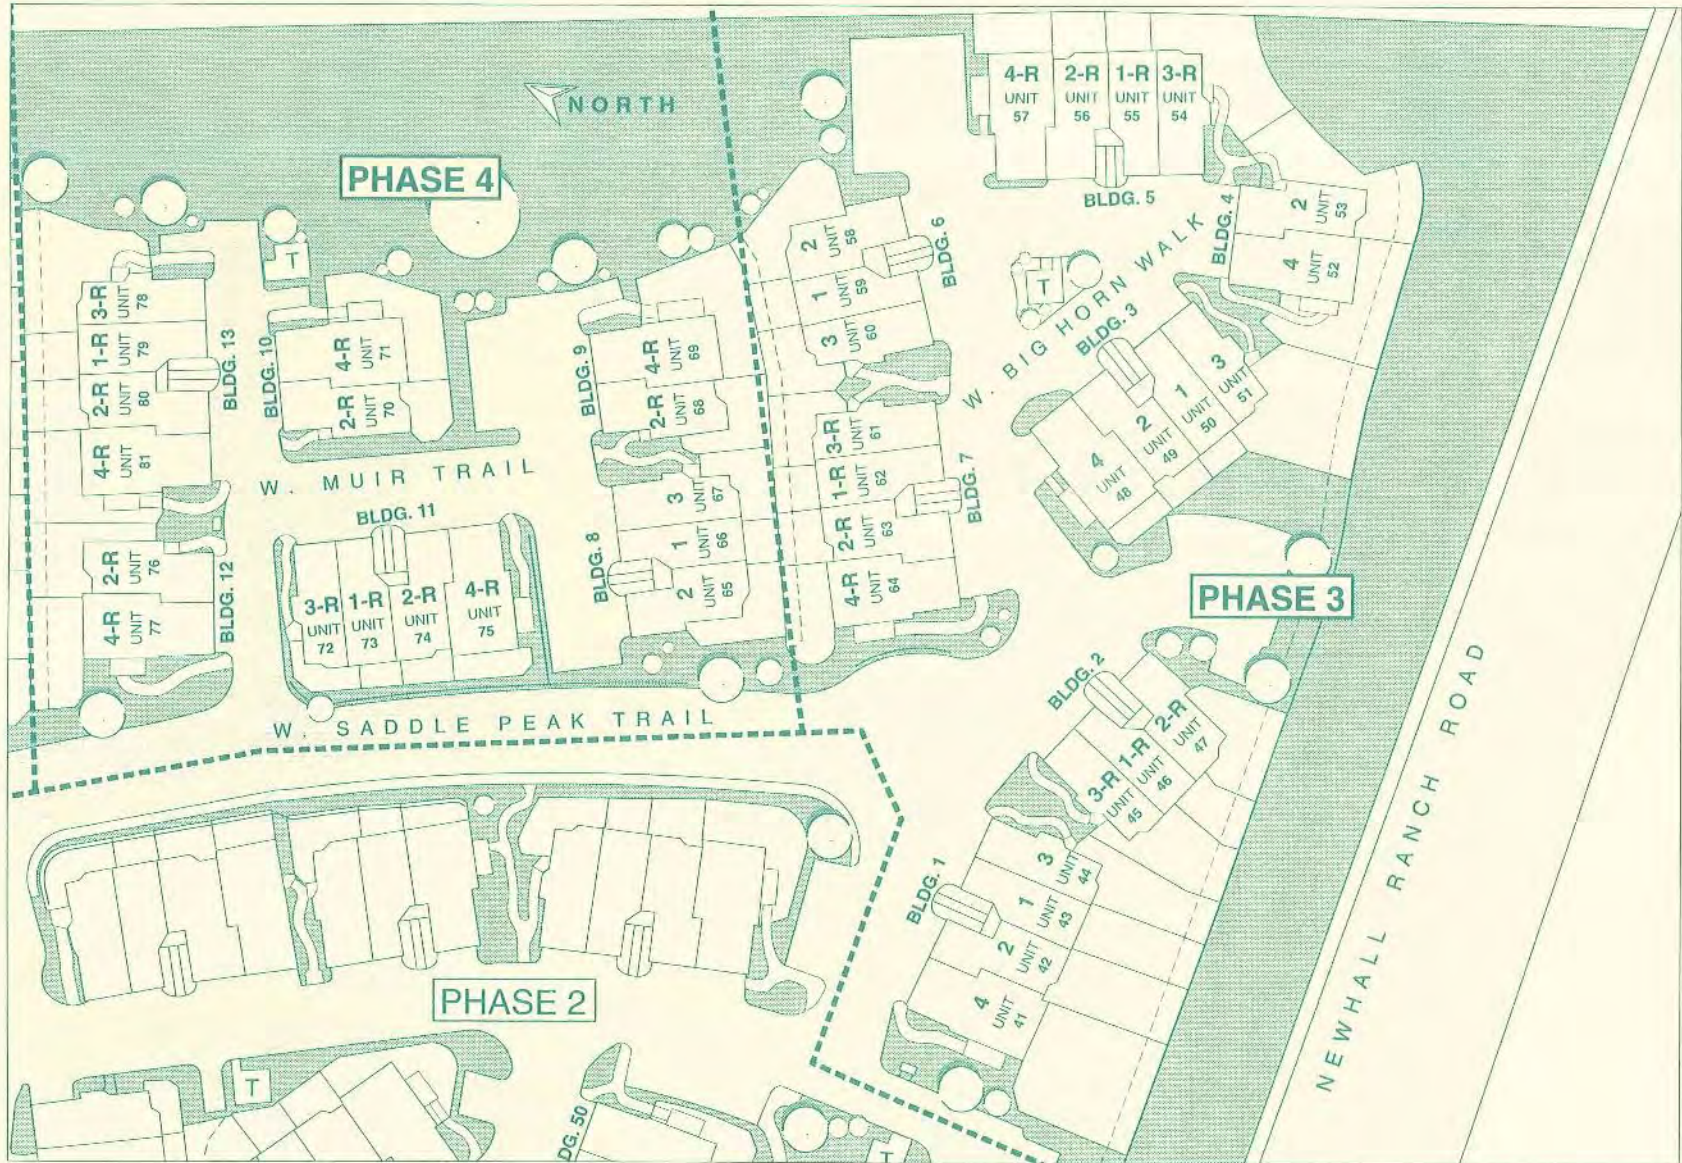 NORTH
PHASE 4
4-R
UNIT
57
2-R
UNIT
56
1-R
UNIT
55
3-R
UNIT
54
BLDG. 5
BLDG. 4
2
UNIT
53
4
UNIT
52
T
W. BIG HORN WALK
BLDG. 3
3
UNIT
51
1
UNIT
50
2
UNIT
49
4
UNIT
48
BLDG. 6
2
UNIT
58
1
UNIT
59
3
UNIT
60
BLDG. 7
3-R
UNIT
61
1-R
UNIT
62
2-R
UNIT
63
4-R
UNIT
64
T
BLDG. 13
3-R
UNIT
78
1-R
UNIT
79
2-R
UNIT
80
4-R
UNIT
81
BLDG. 10
4-R
UNIT
71
2-R
UNIT
70
BLDG. 9
4-R
UNIT
69
2-R
UNIT
68
W. MUIR TRAIL
BLDG. 8
3
UNIT
67
1
UNIT
66
2
UNIT
65
BLDG. 11
3-R
UNIT
72
1-R
UNIT
73
2-R
UNIT
74
4-R
UNIT
75
BLDG. 12
2-R
UNIT
76
4-R
UNIT
77
W. SADDLE PEAK TRAIL
PHASE 3
BLDG. 2
2-R
UNIT
47
1-R
UNIT
46
3-R
UNIT
45
BLDG. 1
3
UNIT
44
1
UNIT
43
2
UNIT
42
4
UNIT
41
NEWHALL RANCH ROAD
PHASE 2
T
DG. 50
T